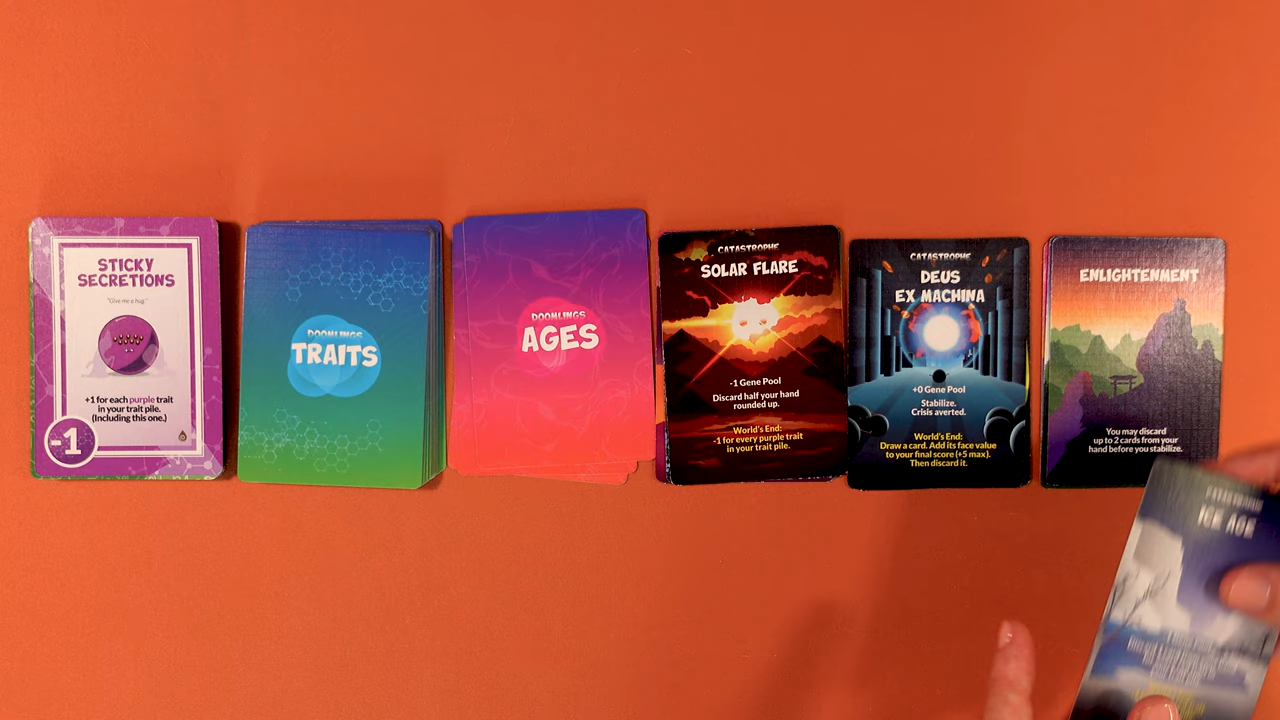 STICKY
SECRETIONS
"Give me a hug."
+1 for each purple trait
in your trait pile.
(Including this one.)
-1
DOONLINGS
TRAITS
DOONLINGS
AGES
CATASTROPHE
SOLAR FLARE
-1 Gene Pool
Discard half your hand
rounded up.
World's End:
-1 for every purple trait
in your trait pile.
CATASTROPHE
DEUS
EX MACHINA
+0 Gene Pool
Stabilize.
Crisis averted.
World's End:
Draw a card. Add its face value
to your final score (+5 max).
Then discard it.
ENLIGHTENMENT
You may discard
up to 2 cards from your
hand before you stabilize.
CATASTROPHE
ICE AGE